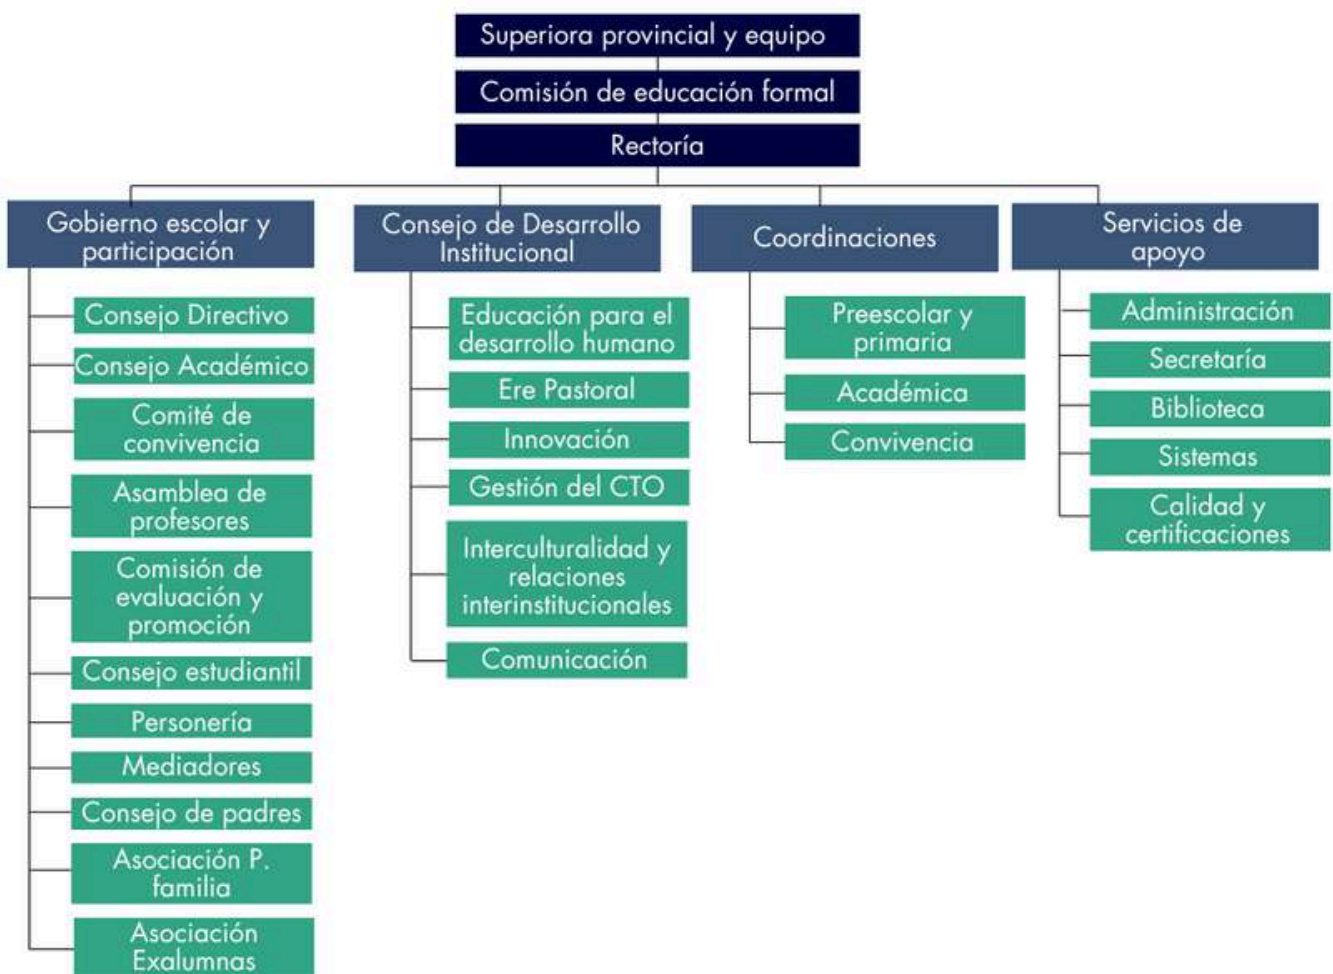 Superiora provincial y equipo
Comisión de educación formal
Rectoría
Gobierno escolar y
participación
Consejo Directivo
Consejo Académico
Comité de
convivencia
Asamblea de
profesores
Comisión de
evaluación y
promoción
Consejo estudiantil
Personería
Mediadores
Consejo de padres
Asociación P.
familia
Asociación
Exalumnas
Consejo de Desarrollo
Institucional
Educación para el
desarrollo humano
Ere Pastoral
Innovación
Gestión del CTO
Interculturalidad y
relaciones
interinstitucionales
Comunicación
Coordinaciones
Preescolar y
primaria
Académica
Convivencia
Servicios de
apoyo
Administración
Secretaría
Biblioteca
Sistemas
Calidad y
certificaciones